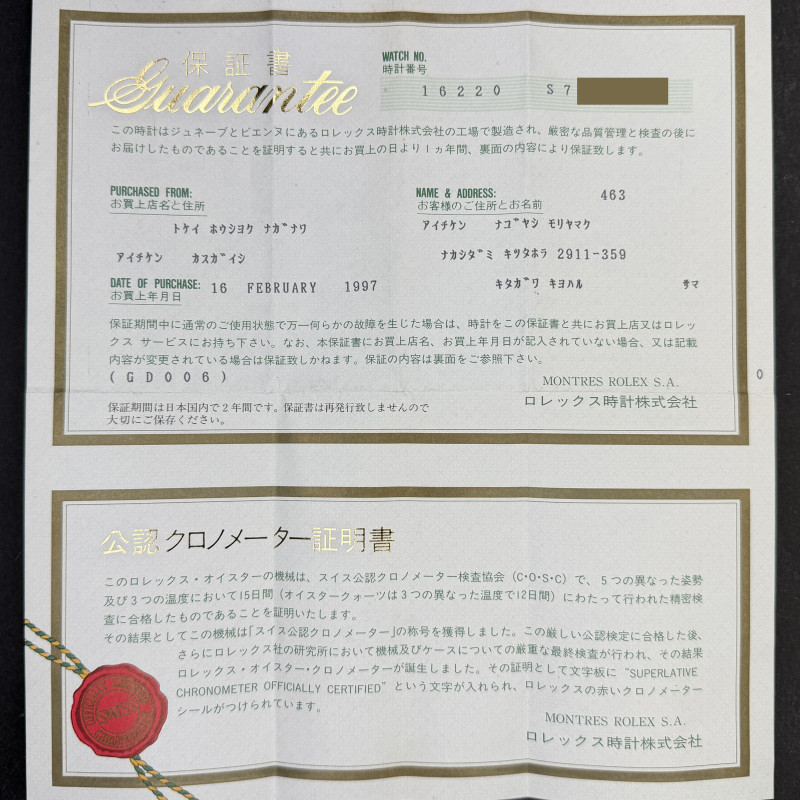 保証書
Guarantee
WATCH NO.
時計番号
16220 S7
この時計はジュネーブとビエンヌにあるロレックス時計株式会社の工場で製造され、厳密な品質管理と検査の後に
お届けしたものであることを証明すると共にお買上の日より1ヵ年間、裏面の内容により保証致します。
PURCHASED FROM:
お買上店名と住所
トケイ ホウシヨク ナガナワ
アイチケン カスガイシ
NAME & ADDRESS: 463
お客様のご住所とお名前
アイチケン ナゴヤシ モリヤマク
ナカシダミ キツタホラ 2911-359
キタガワ キヨハル サマ
DATE OF PURCHASE: 16 FEBRUARY 1997
お買上年月日
保証期間中に通常のご使用状態で万一何らかの故障を生じた場合は、時計をこの保証書と共にお買上店又はロレッ
クス サービスにお持ち下さい。なお、本保証書にお買上店名、お買上年月日が記入されていない場合、又は記載
内容が変更されている場合は保証致しかねます。保証の内容は裏面をご参照下さい。
(GD006)
保証期間は日本国内で2年間です。保証書は再発行致しませんので
大切にご保存ください。
MONTRES ROLEX S.A.
ロレックス時計株式会社
0
公認クロノメーター証明書
このロレックス・オイスターの機械は、スイス公認クロノメーター検査協会(C・O・S・C)で、5つの異なった姿勢
及び3つの温度において15日間(オイスタークォーツは3つの異なった温度で12日間)にわたって行われた精密検
査に合格したものであることを証明いたします。
その結果としてこの機械は「スイス公認クロノメーター」の称号を獲得しました。この厳しい公認検定に合格した後、
さらにロレックス社の研究所において機械及びケースについての厳重な最終検査が行われ、その結果
ロレックス・オイスター・クロノメーターが誕生しました。その証明として文字板に "SUPERLATIVE
CHRONOMETER OFFICIALLY CERTIFIED" という文字が入れられ、ロレックスの赤いクロノメーター
シールがつけられています。
MONTRES ROLEX S.A.
ロレックス時計株式会社
SWISS